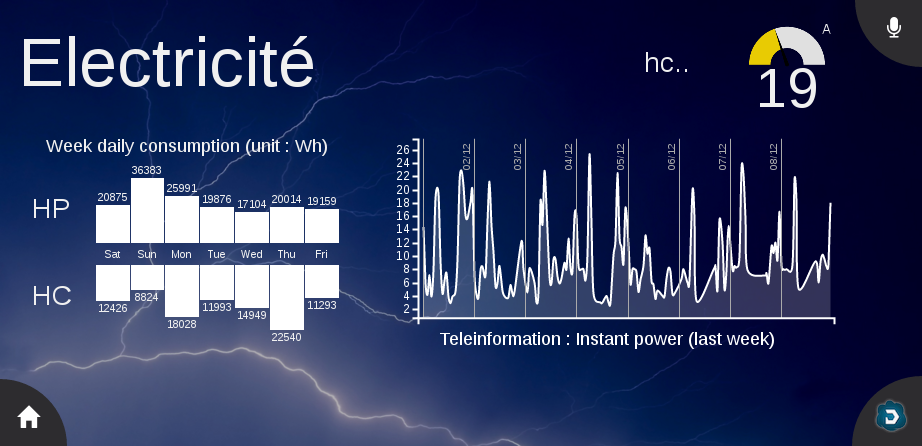 Electricité
hc..
A
19
Week daily consumption (unit : Wh)
HP
20875 36383 25991 19876 17104 20014 19159
Sat Sun Mon Tue Wed Thu Fri
HC
12426 8824 18028 11993 14949 22540 11293
26
24
22
20
18
16
14
12
10
8
6
4
2
02/12 03/12 04/12 05/12 06/12 07/12 08/12
Teleinformation : Instant power (last week)